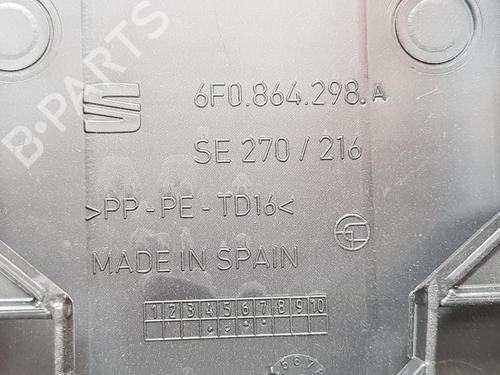 B-PARTS
6F0.864.298.A
SE 270 / 216
>PP-PE-TD16<
MADE IN SPAIN
1 2 3 4 5 6 7 8 9 10